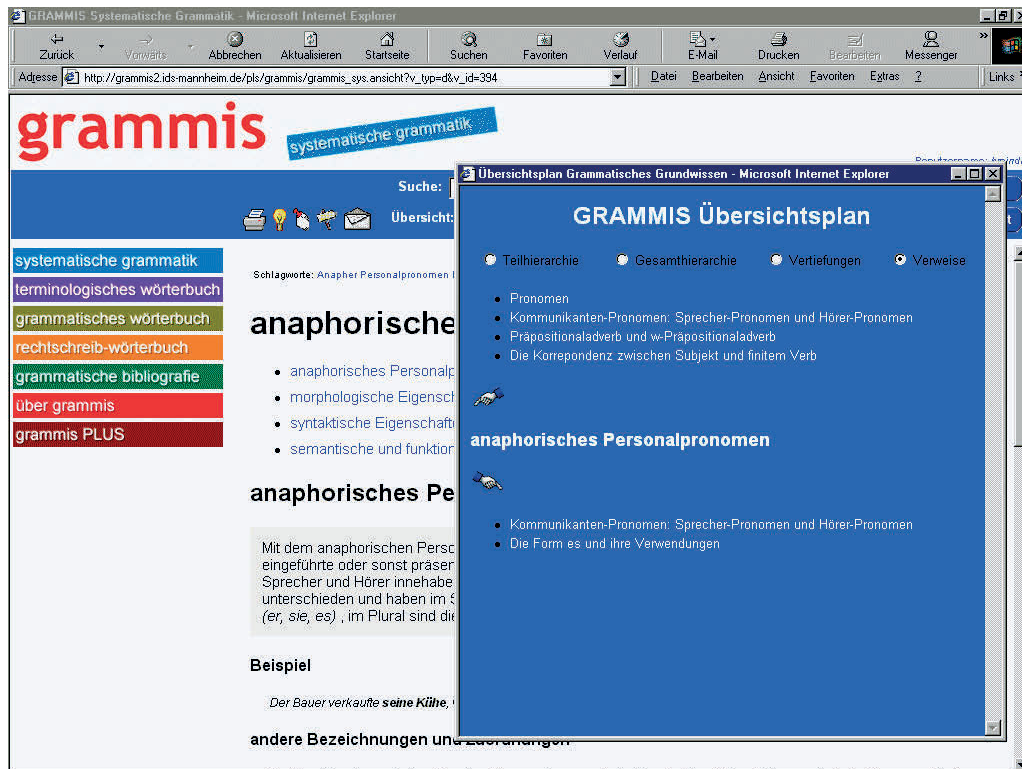 GRAMMIS Systematische Grammatik - Microsoft Internet Explorer
Zurück Vorwärts Abbrechen Aktualisieren Startseite Suchen Favoriten Verlauf E-Mail Drucken Bearbeiten Messenger »
Adresse http://grammis2.ids-mannheim.de/pls/grammis/grammis_sys.ansicht?v_typ=d&v_id=394 Datei Bearbeiten Ansicht Favoriten Extras ? Links
grammis systematische grammatik
Benutzername:
Suche:
Übersicht:
systematische grammatik
terminologisches wörterbuch
grammatisches wörterbuch
rechtschreib-wörterbuch
grammatische bibliografie
über grammis
grammis PLUS
Schlagworte: Anapher Personalpronomen
anaphorische
• anaphorisches Personalp
• morphologische Eigensch
• syntaktische Eigenschafte
• semantische und funktion
anaphorisches Pe
Mit dem anaphorischen Perso
eingeführte oder sonst präsen
Sprecher und Hörer innehabe
unterschieden und haben im S
(er, sie, es) , im Plural sind die
Beispiel
Der Bauer verkaufte seine Kühe,
andere Bezeichnungen und Zuordnungen
Übersichtsplan Grammatisches Grundwissen - Microsoft Internet Explorer
GRAMMIS Übersichtsplan
Teilhierarchie Gesamthierarchie Vertiefungen Verweise
• Pronomen
• Kommunikanten-Pronomen: Sprecher-Pronomen und Hörer-Pronomen
• Präpositionaladverb und w-Präpositionaladverb
• Die Korrepondenz zwischen Subjekt und finitem Verb
anaphorisches Personalpronomen
• Kommunikanten-Pronomen: Sprecher-Pronomen und Hörer-Pronomen
• Die Form es und ihre Verwendungen